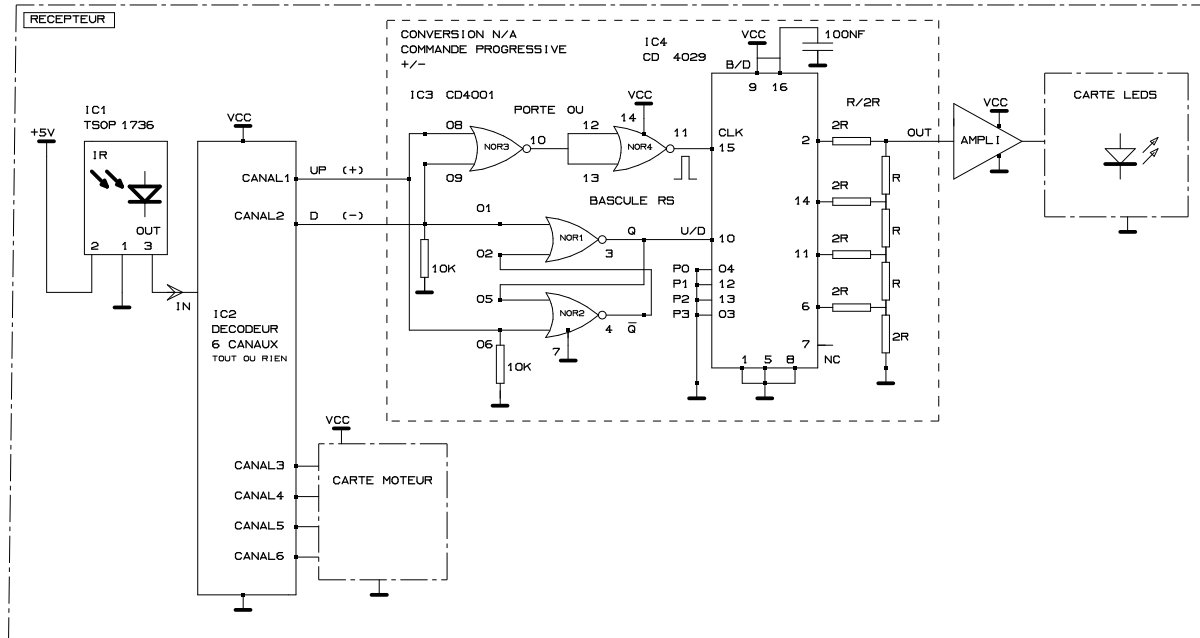 RECEPTEUR
CONVERSION N/A
COMMANDE PROGRESSIVE
+/-
IC4
CD 4029
VCC
100NF
B/D
9 16
IC3 CD4001
PORTE OU
VCC
R/2R
CARTE LEDS
IC1
TSOP 1736
+5V
IR
OUT
2 1 3
IN
VCC
08
NOR3
10
09
12
14
NOR4
13
11
CLK
15
2
2R
OUT
VCC
AMPLI
CANAL1
UP (+)
CANAL2
D (-)
BASCULE RS
01
02
NOR1
3
Q
U/D
10
14
2R
R
11
2R
R
6
2R
R
2R
7
NC
10K
05
06
NOR2
4
Q
7
10K
P0 04
P1 12
P2 13
P3 03
1 5 8
IC2
DECODEUR
6 CANAUX
TOUT OU RIEN
VCC
CANAL3
CANAL4
CANAL5
CANAL6
CARTE MOTEUR